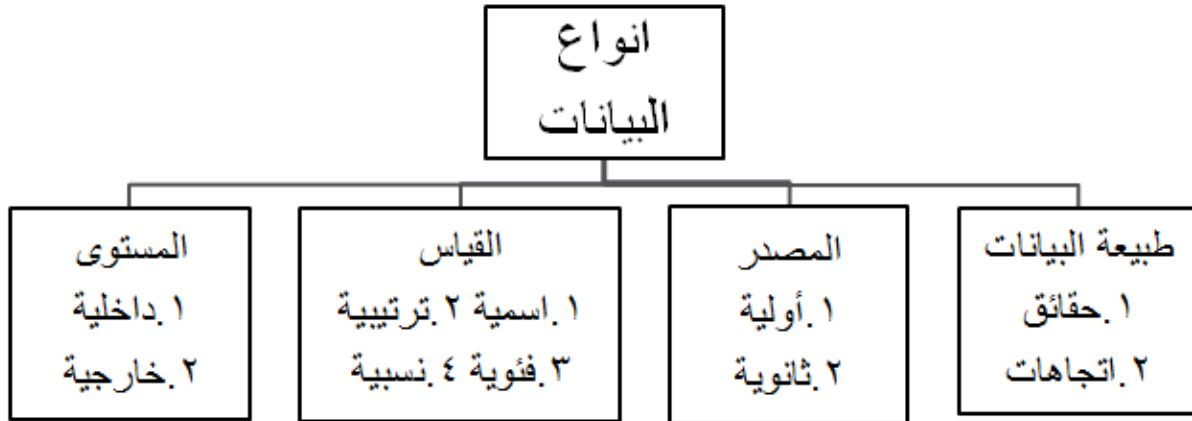 انواع
البيانات
طبيعة البيانات
١.حقائق
٢.اتجاهات
المصدر
١.أولية
٢.ثانوية
القياس
١.اسمية ٢.ترتيبية
٣.فئوية ٤.نسبية
المستوى
١.داخلية
٢.خارجية